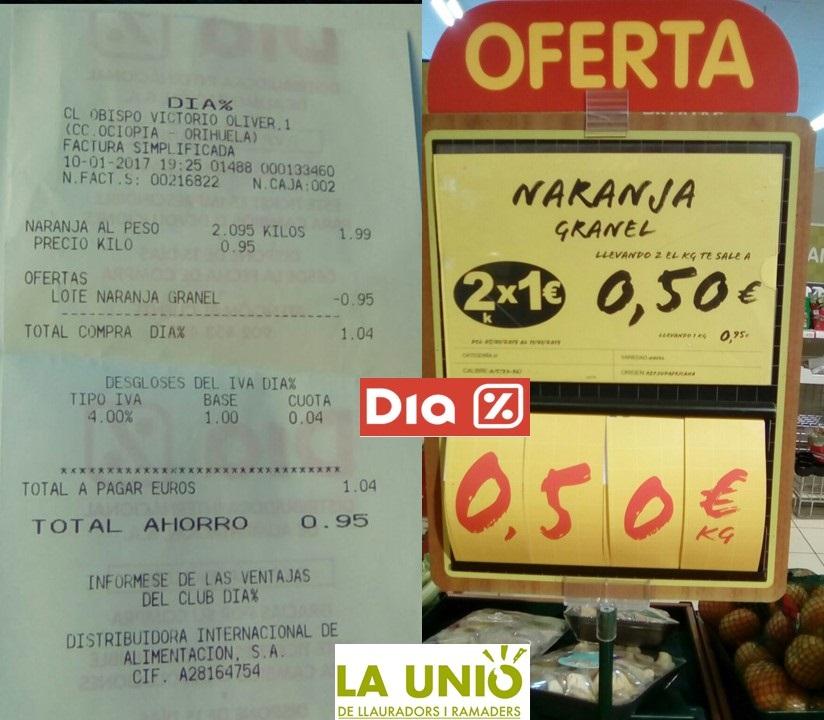 DIA%
CL OBISPO VICTORIO OLIVER,1
(CC.OCIOPIA - ORIHUELA)
FACTURA SIMPLIFICADA
10-01-2017 19:25 01488 000133460
N.FACT.S: 00216822 N.CAJA:002
NARANJA AL PESO 2.095 KILOS 1.99
PRECIO KILO 0.95
OFERTAS
LOTE NARANJA GRANEL -0.95
TOTAL COMPRA DIA% 1.04
DESGLOSES DEL IVA DIA%
TIPO IVA BASE CUOTA
4.00% 1.00 0.04
TOTAL A PAGAR EUROS 1.04
TOTAL AHORRO 0.95
INFORMESE DE LAS VENTAJAS
DEL CLUB DIA%
DISTRIBUIDORA INTERNACIONAL DE
ALIMENTACION, S.A.
CIF. A28164754
OFERTA
NARANJA
GRANEL
LLEVANDO 2 EL KG TE SALE A
2x1€
k
0,50€
LLEVANDO 1 KG 0,95€
CATEGORÍA II
ORIGEN
Dia %
0,50 €
KG
LA UNIÓ
DE LLAURADORS I RAMADERS